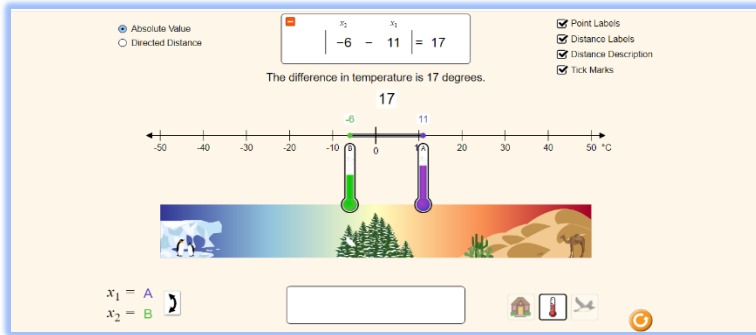 Absolute Value
Directed Distance
x₂ x₁
| −6 − 11 | = 17
Point Labels
Distance Labels
Distance Description
Tick Marks
The difference in temperature is 17 degrees.
17
-6 11
-50 -40 -30 -20 -10 0 20 30 40 50 °C
B A
x₁ = A
x₂ = B